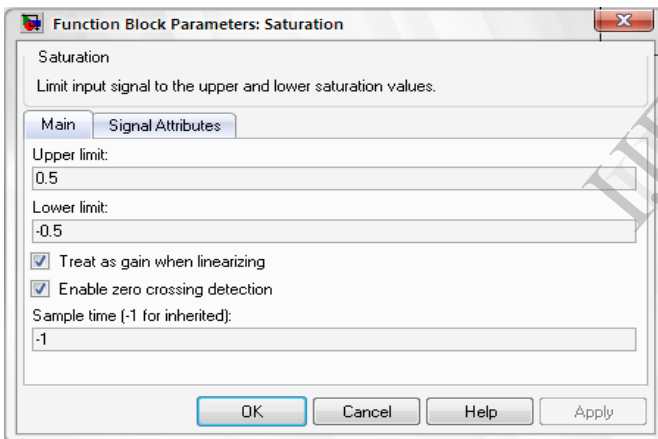 Function Block Parameters: Saturation
Saturation
Limit input signal to the upper and lower saturation values.
Main
Signal Attributes
Upper limit:
0.5
Lower limit:
-0.5
Treat as gain when linearizing
Enable zero crossing detection
Sample time (-1 for inherited):
-1
OK
Cancel
Help
Apply